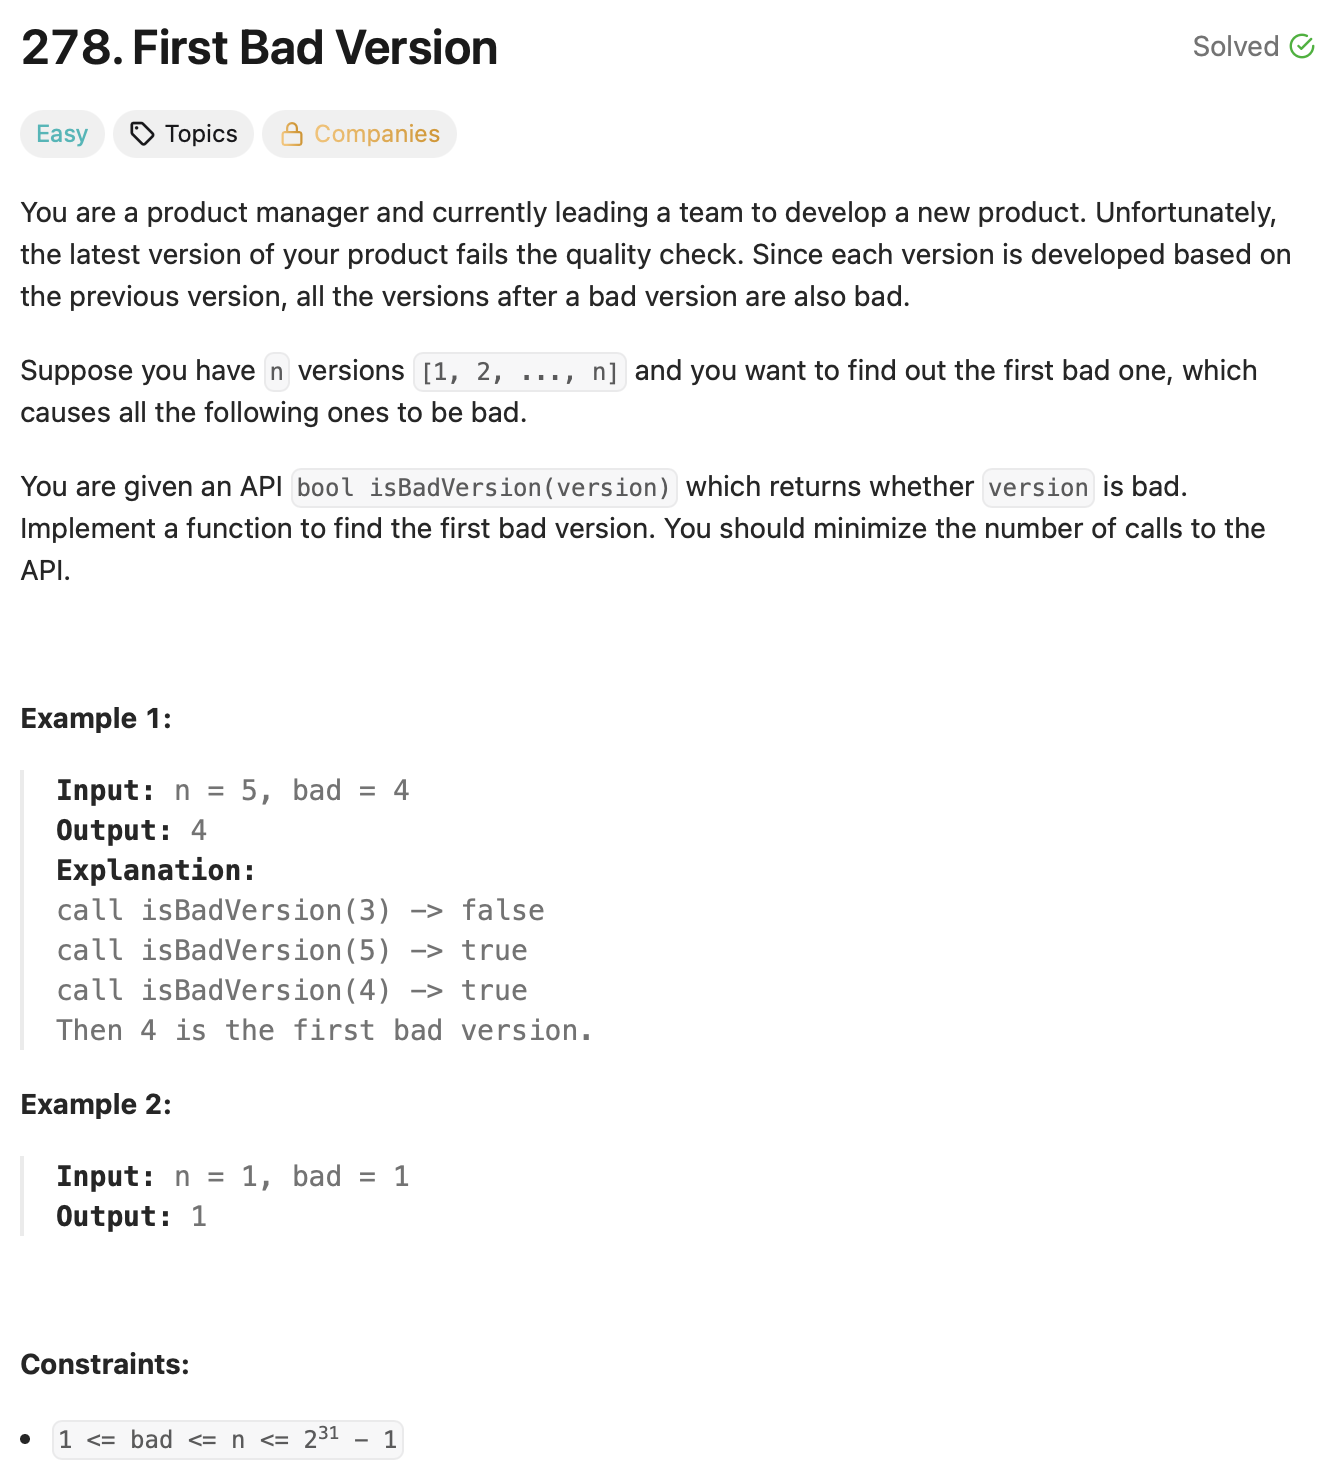 278. First Bad Version
Solved
Easy
Topics
Companies
You are a product manager and currently leading a team to develop a new product. Unfortunately,
the latest version of your product fails the quality check. Since each version is developed based on
the previous version, all the versions after a bad version are also bad.
Suppose you have n versions [1, 2, ..., n] and you want to find out the first bad one, which
causes all the following ones to be bad.
You are given an API bool isBadVersion(version) which returns whether version is bad.
Implement a function to find the first bad version. You should minimize the number of calls to the
API.
Example 1:
Input: n = 5, bad = 4
Output: 4
Explanation:
call isBadVersion(3) -> false
call isBadVersion(5) -> true
call isBadVersion(4) -> true
Then 4 is the first bad version.
Example 2:
Input: n = 1, bad = 1
Output: 1
Constraints:
• 1 <= bad <= n <= 2³¹ - 1